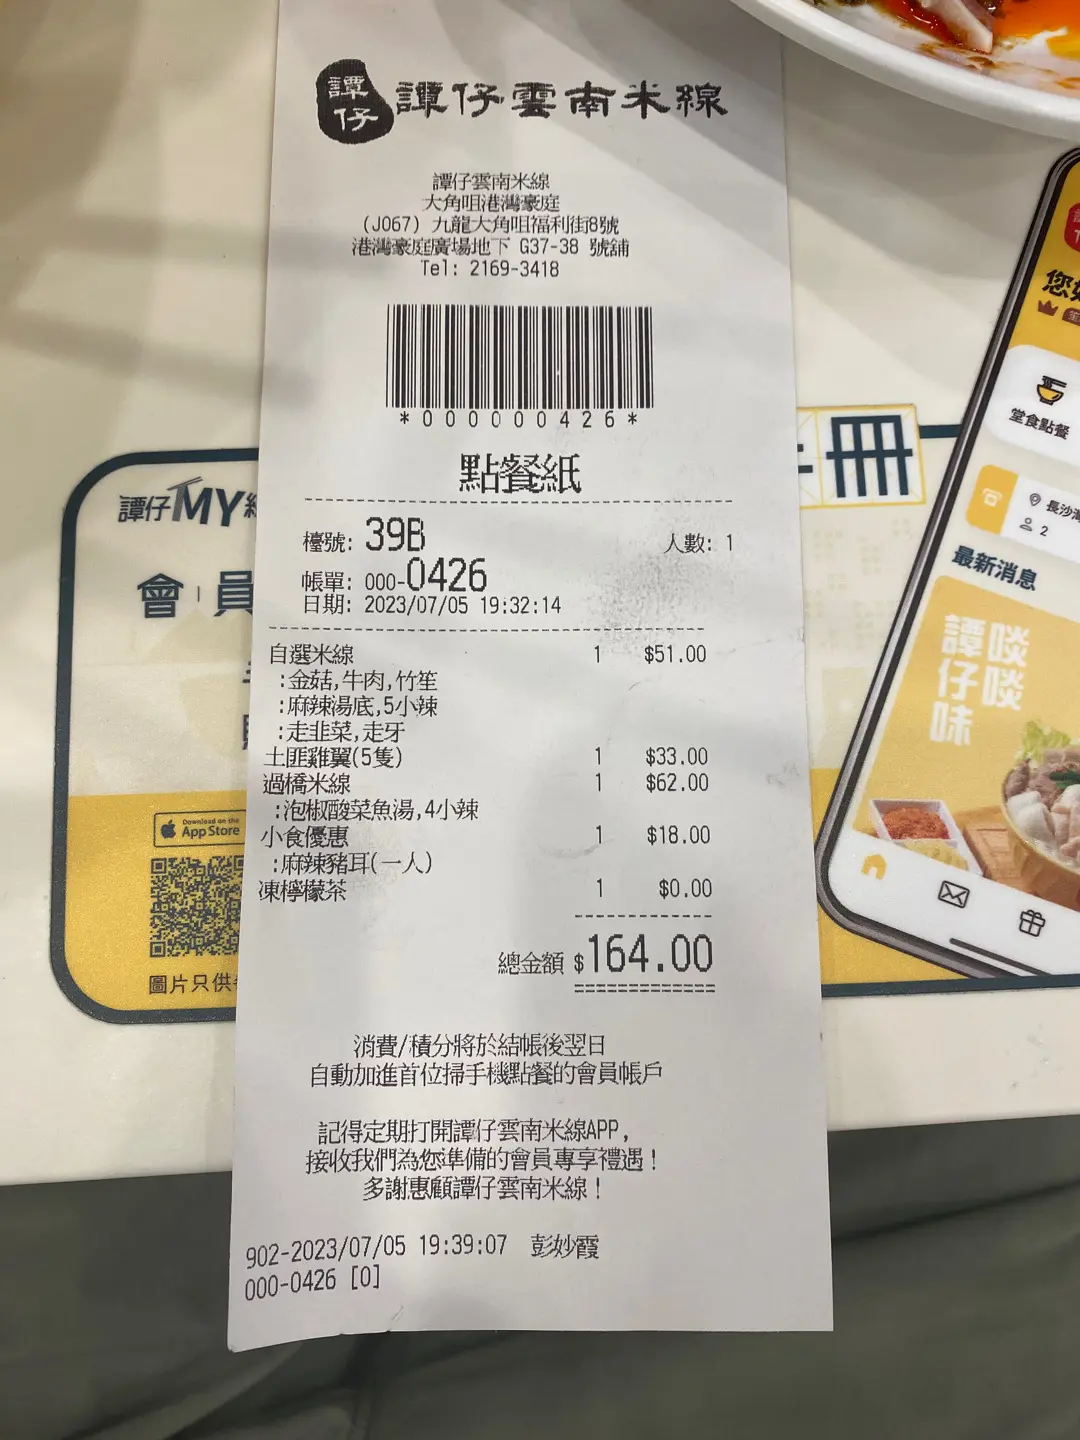 譚仔
譚仔雲南米線
譚仔雲南米線
大角咀港灣豪庭
(J067) 九龍大角咀福利街8號
港灣豪庭廣場地下 G37-38 號舖
Tel: 2169-3418
*000000426*
點餐紙
檯號: 39B 人數: 1
帳單: 000-0426
日期: 2023/07/05 19:32:14
自選米線 1 $51.00
:金菇,牛肉,竹笙
:麻辣湯底,5小辣
:走韭菜,走牙
土匪雞翼(5隻) 1 $33.00
過橋米線 1 $62.00
:泡椒酸菜魚湯,4小辣
小食優惠 1 $18.00
:麻辣豬耳(一人)
凍檸檬茶 1 $0.00
總金額 $164.00
消費/積分將於結帳後翌日
自動加進首位掃手機點餐的會員帳戶
記得定期打開譚仔雲南米線APP,
接收我們為您準備的會員專享禮遇!
多謝惠顧譚仔雲南米線!
902-2023/07/05 19:39:07 彭妙霞
000-0426 [0]
譚仔MY
會員
Download on the
App Store
圖片只供
冊
您
堂食點餐
長沙灣
2
最新消息
啖啖
譚仔味